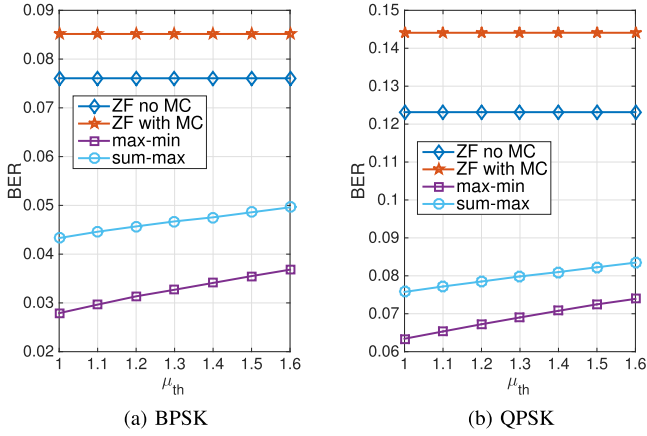 0.09
0.08
0.07
0.06
0.05
0.04
0.03
0.02
BER
ZF no MC
ZF with MC
max-min
sum-max
1 1.1 1.2 1.3 1.4 1.5 1.6
μth
(a) BPSK
0.15
0.14
0.13
0.12
0.11
0.1
0.09
0.08
0.07
0.06
BER
ZF no MC
ZF with MC
max-min
sum-max
1 1.1 1.2 1.3 1.4 1.5 1.6
μth
(b) QPSK